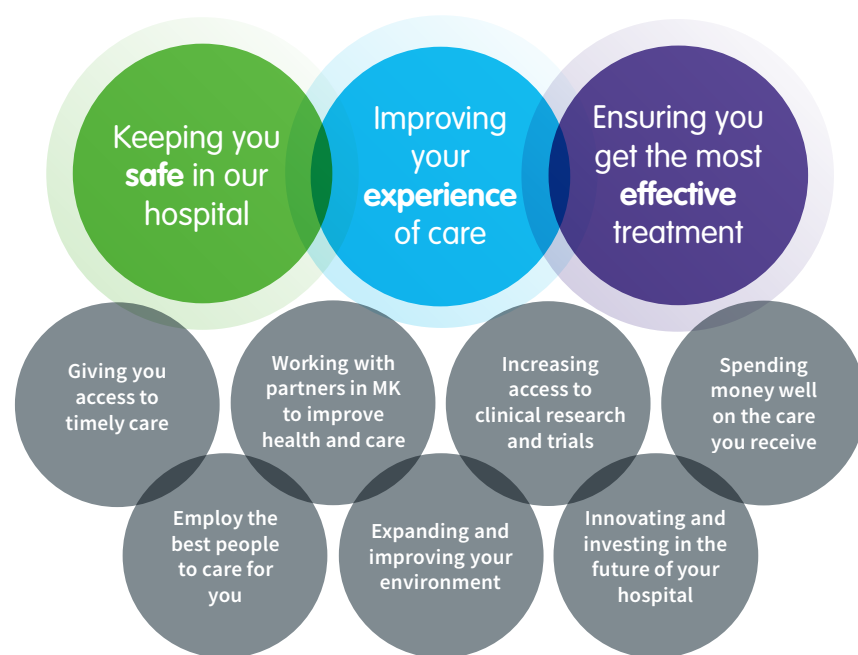 Keeping you
safe in our
hospital
Improving
your
experience
of care
Ensuring you
get the most
effective
treatment
Giving you
access to
timely care
Working with
partners in MK
to improve
health and care
Increasing
access to
clinical research
and trials
Spending
money well
on the care
you receive
Employ the
best people
to care for
you
Expanding and
improving your
environment
Innovating and
investing in the
future of your
hospital